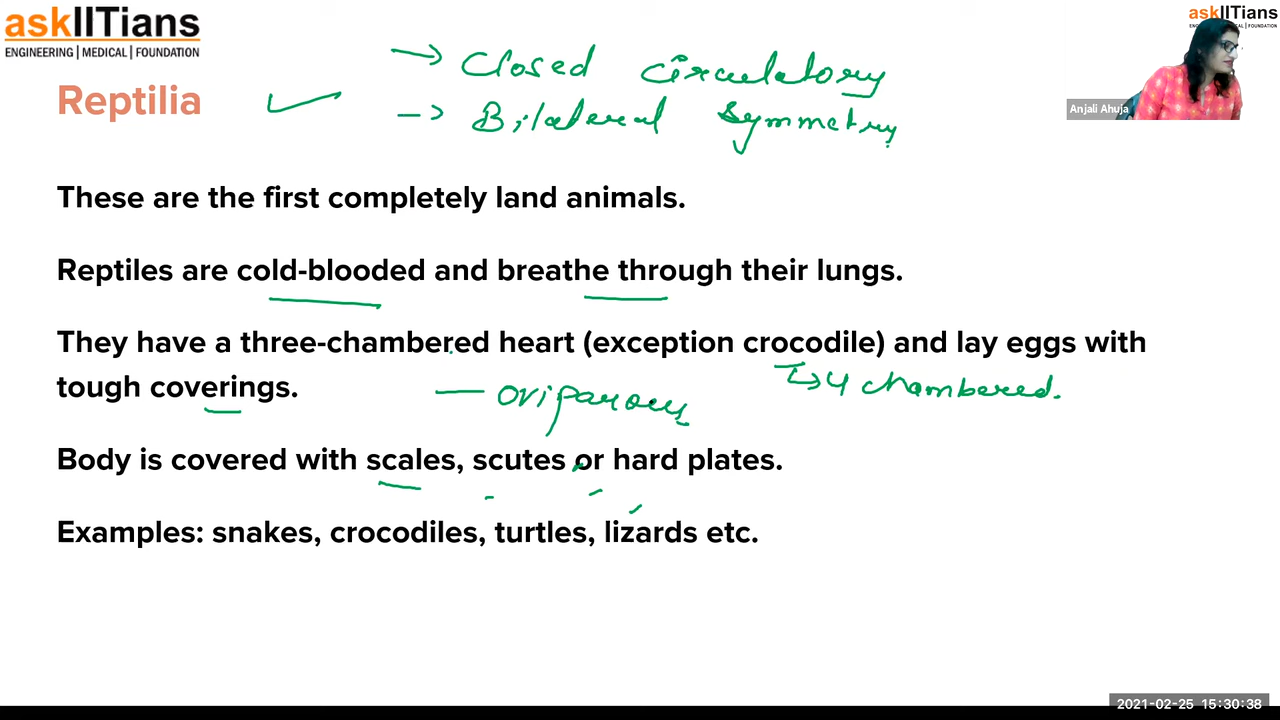 askIITians
ENGINEERING | MEDICAL | FOUNDATION
askIITians
Anjali Ahuja
→ Closed circulatory
Reptilia
→ Bilateral Symmetry
These are the first completely land animals.
Reptiles are cold-blooded and breathe through their lungs.
They have a three-chambered heart (exception crocodile) and lay eggs with
tough coverings.
↳ 4 chambered.
— oviparous
Body is covered with scales, scutes or hard plates.
Examples: snakes, crocodiles, turtles, lizards etc.
2021-02-25 15:30:38